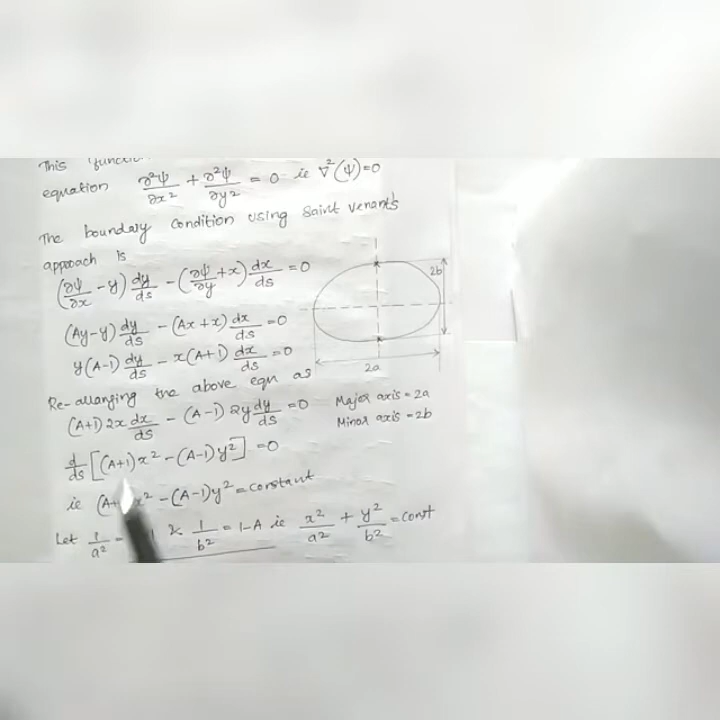 This
equation ∂²ψ/∂x² + ∂²ψ/∂y² = 0 ie ∇²(ψ)=0
The boundary condition using Saint venant's
approach is
(∂ψ/∂x - y) dy/ds - (∂ψ/∂y + x) dx/ds = 0
(Ay-y) dy/ds - (Ax+x) dx/ds = 0
y(A-1) dy/ds - x(A+1) dx/ds = 0
2b
2a
Re-arranging the above eqn as
(A+1) 2x dx/ds - (A-1) 2y dy/ds = 0
Major axis = 2a
Minor axis = 2b
d/ds [(A+1)x² - (A-1)y²] = 0
ie (A+ x² - (A-1)y² = constant
Let 1/a² = 1 & 1/b² = 1-A ie x²/a² + y²/b² = const